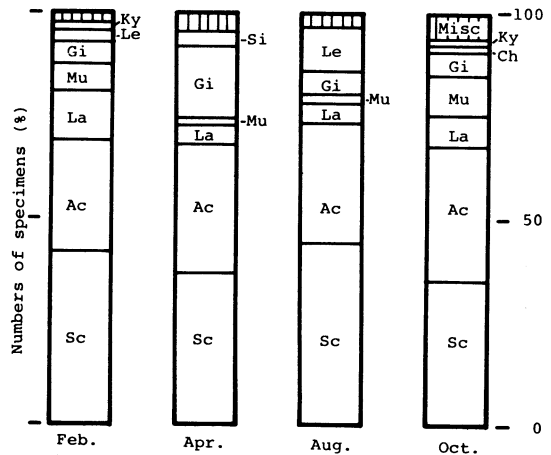 Numbers of specimens (%)
Ky
Le
Gi
Mu
La
Ac
Sc
Feb.
Si
Gi
Mu
La
Ac
Sc
Apr.
Le
Gi
Mu
La
Ac
Sc
Aug.
Misc
Ky
Ch
Gi
Mu
La
Ac
Sc
Oct.
100
50
0